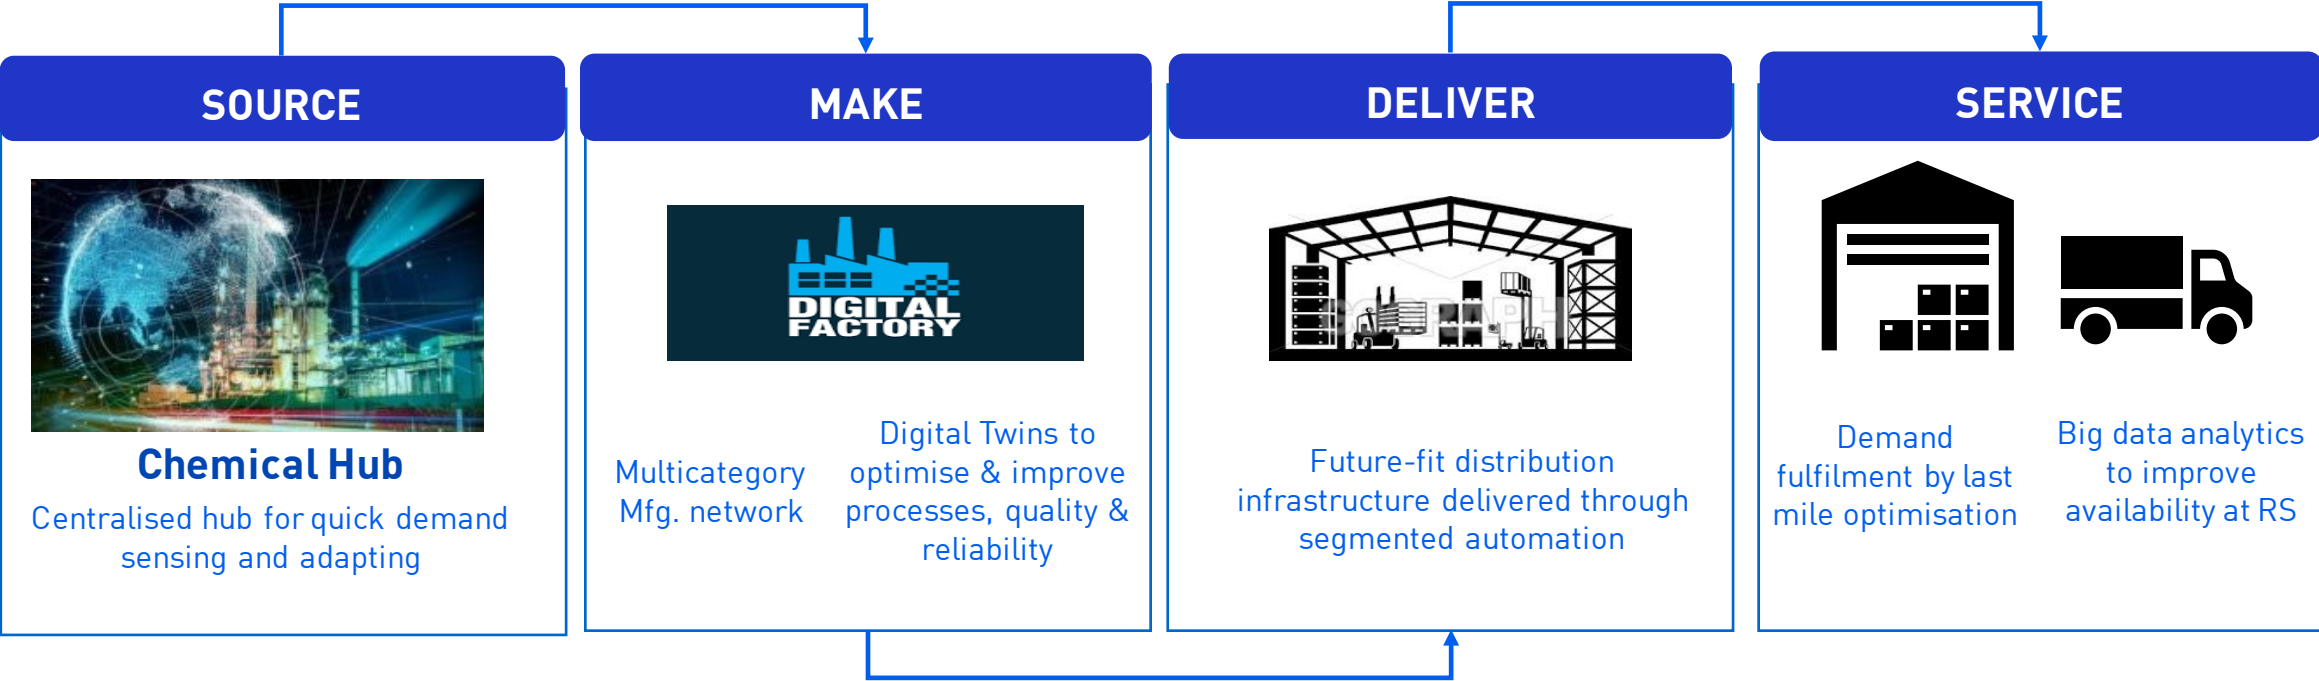 SOURCE
Chemical Hub
Centralised hub for quick demand
sensing and adapting
MAKE
DIGITAL
FACTORY
Multicategory
Mfg. network
Digital Twins to
optimise & improve
processes, quality &
reliability
DELIVER
Future-fit distribution
infrastructure delivered through
segmented automation
SERVICE
Demand
fulfilment by last
mile optimisation
Big data analytics
to improve
availability at RS